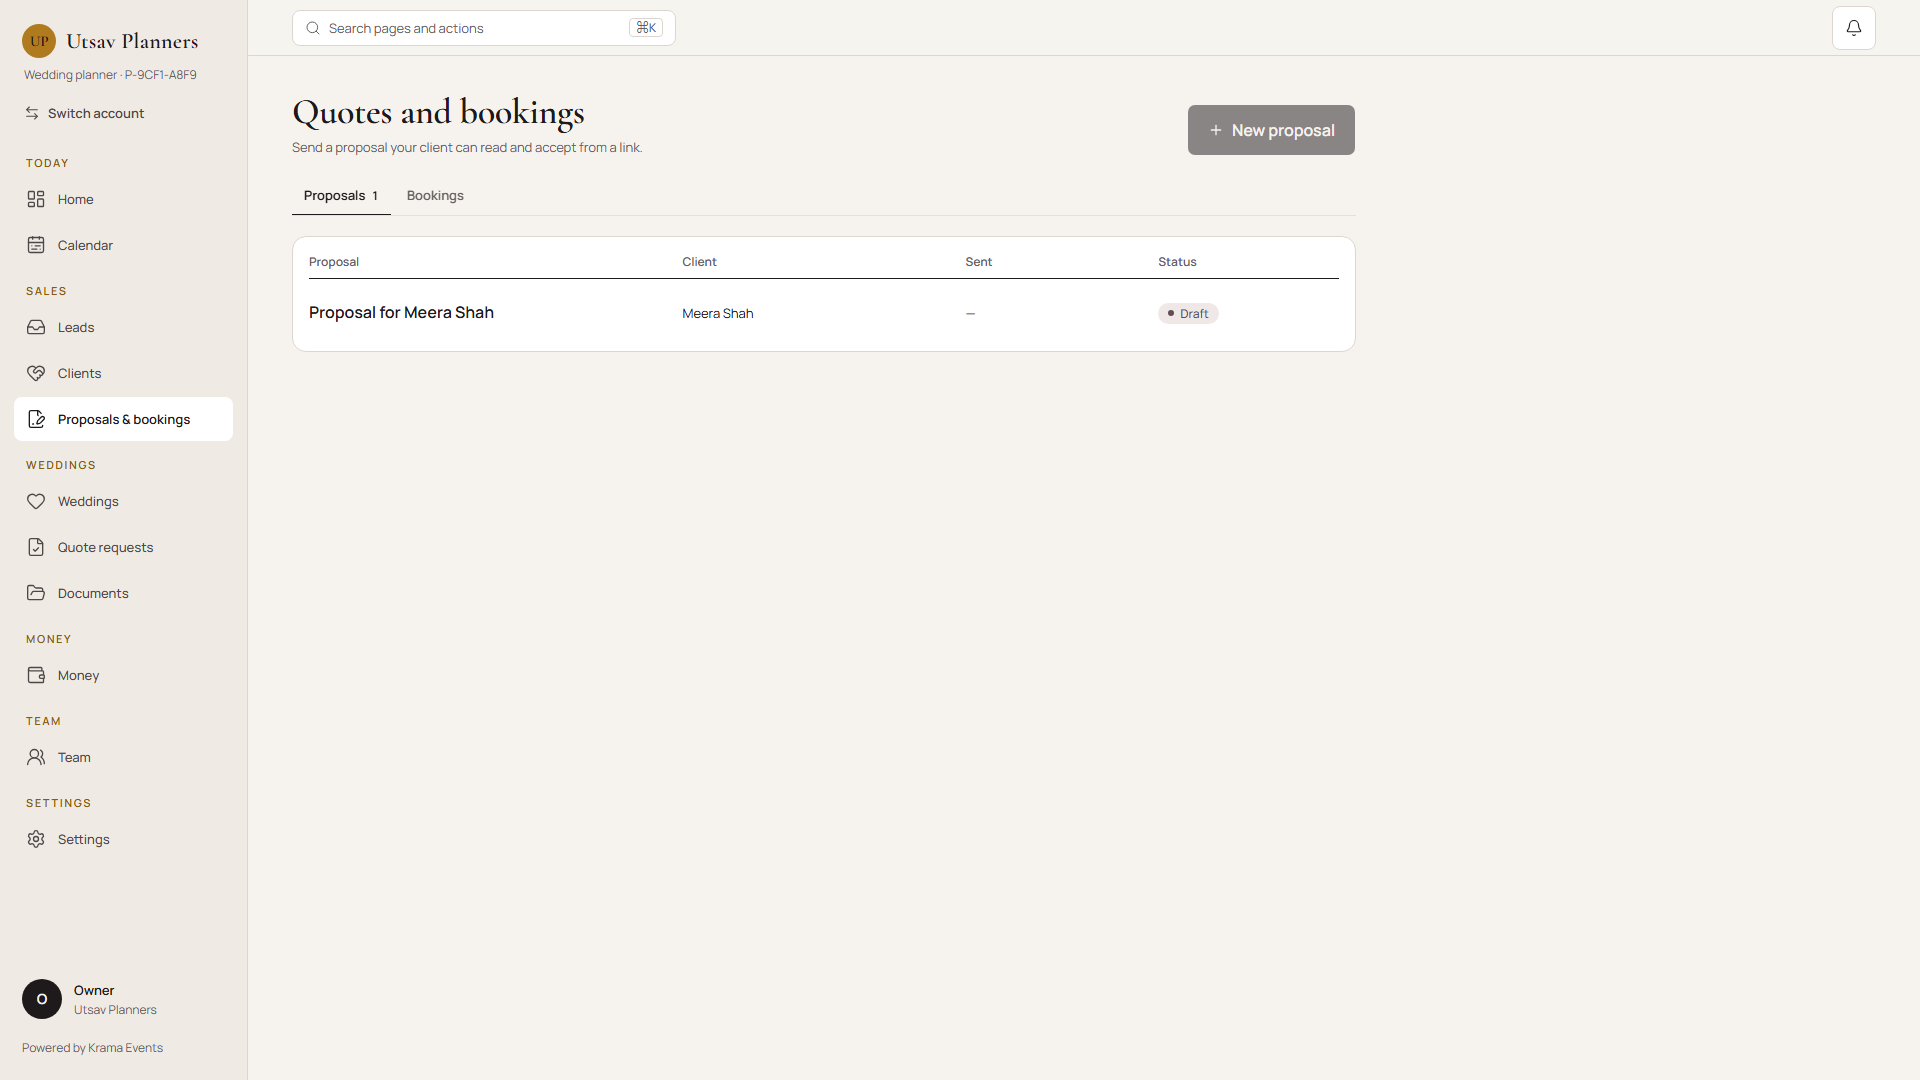 UP Utsav Planners
Wedding planner · P-9CF1-A8F9
Switch account
TODAY
Home
Calendar
SALES
Leads
Clients
Proposals & bookings
WEDDINGS
Weddings
Quote requests
Documents
MONEY
Money
TEAM
Team
SETTINGS
Settings
O
Owner
Utsav Planners
Powered by Krama Events
Search pages and actions ⌘K
Quotes and bookings
Send a proposal your client can read and accept from a link.
+ New proposal
Proposals 1 Bookings
Proposal Client Sent Status
Proposal for Meera Shah Meera Shah — Draft